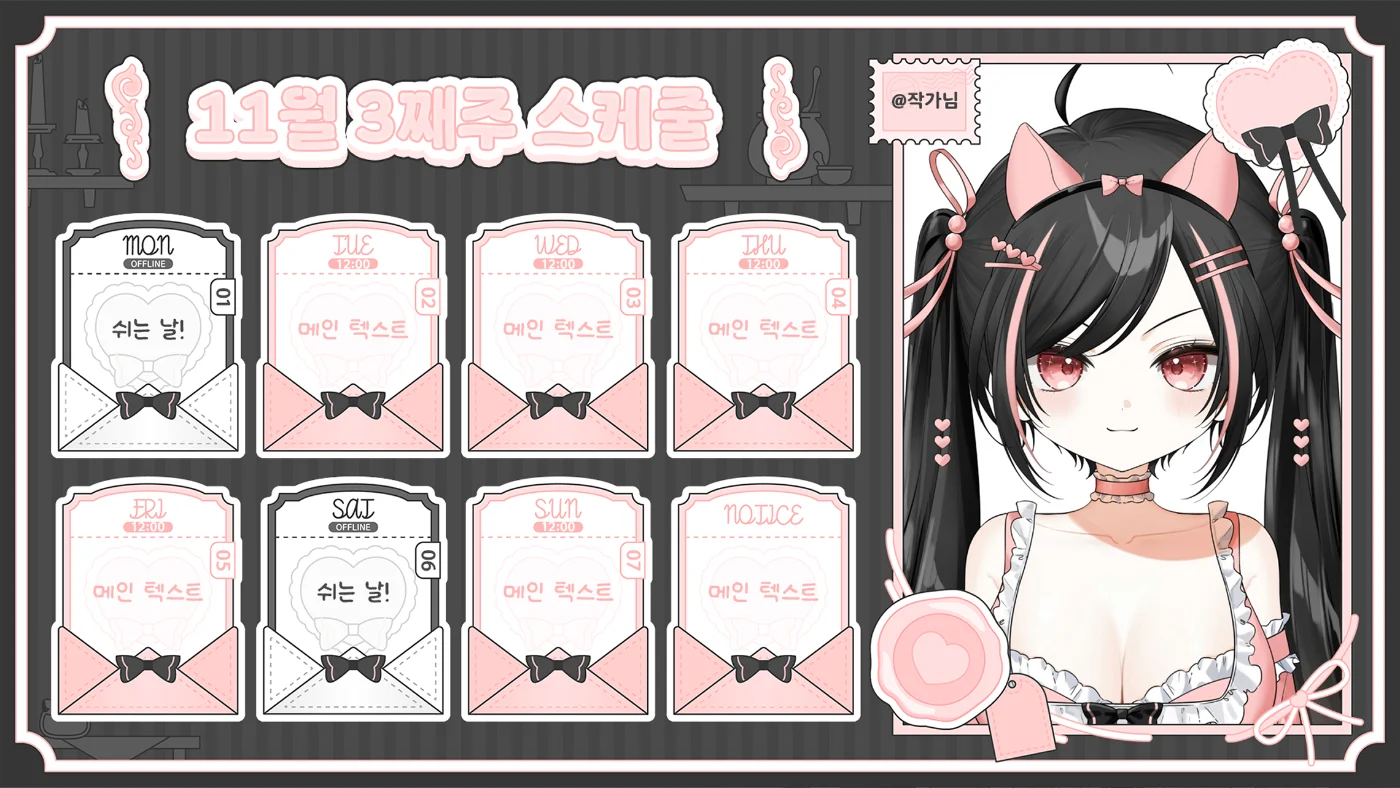 11월 3째주 스케줄
@작가님
MON
OFFLINE
01
쉬는 날!
TUE
12:00
02
메인 텍스트
WED
12:00
03
메인 텍스트
THU
12:00
04
메인 텍스트
FRI
12:00
05
메인 텍스트
SAT
OFFLINE
06
쉬는 날!
SUN
12:00
07
메인 텍스트
NOTICE
메인 텍스트